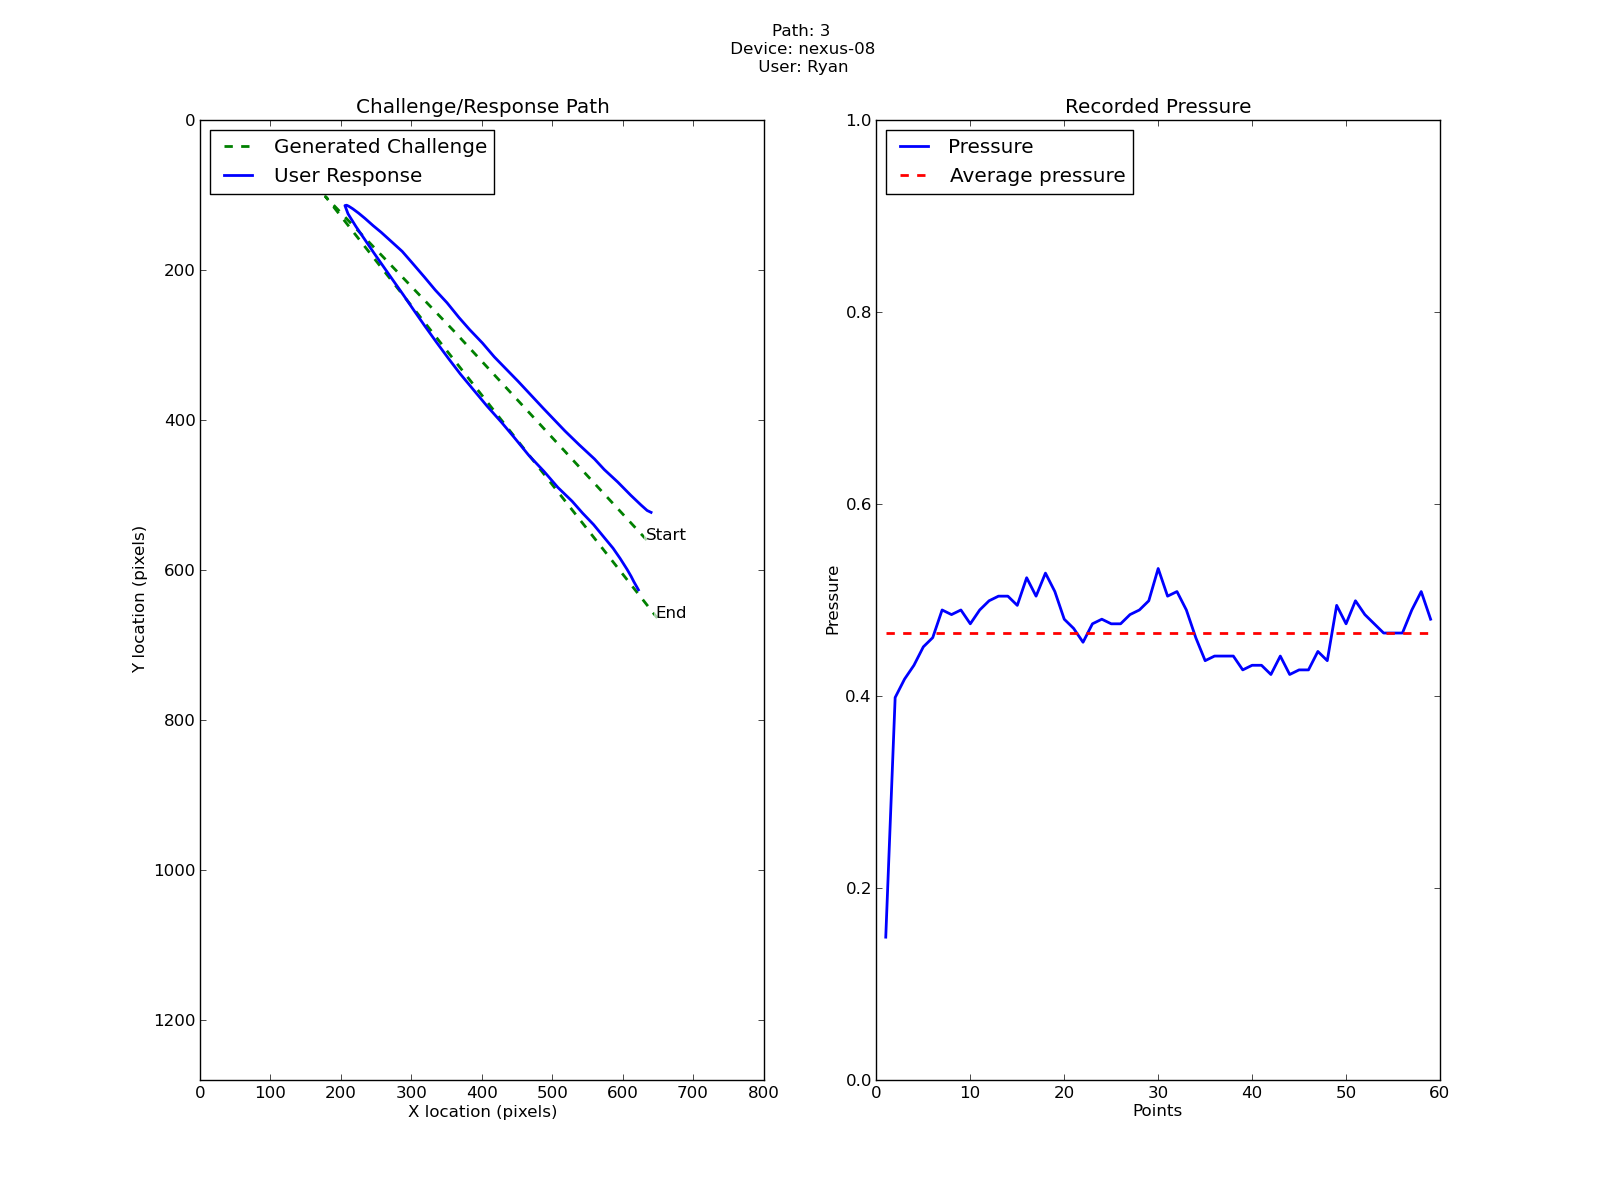 Path: 3
Device: nexus-08
User: Ryan
Challenge/Response Path
Generated Challenge
User Response
0
200
400
600
800
1000
1200
Y location (pixels)
Start
End
0 100 200 300 400 500 600 700 800
X location (pixels)
Recorded Pressure
Pressure
Average pressure
1.0
0.8
0.6
0.4
0.2
0.0
Pressure
0 10 20 30 40 50 60
Points